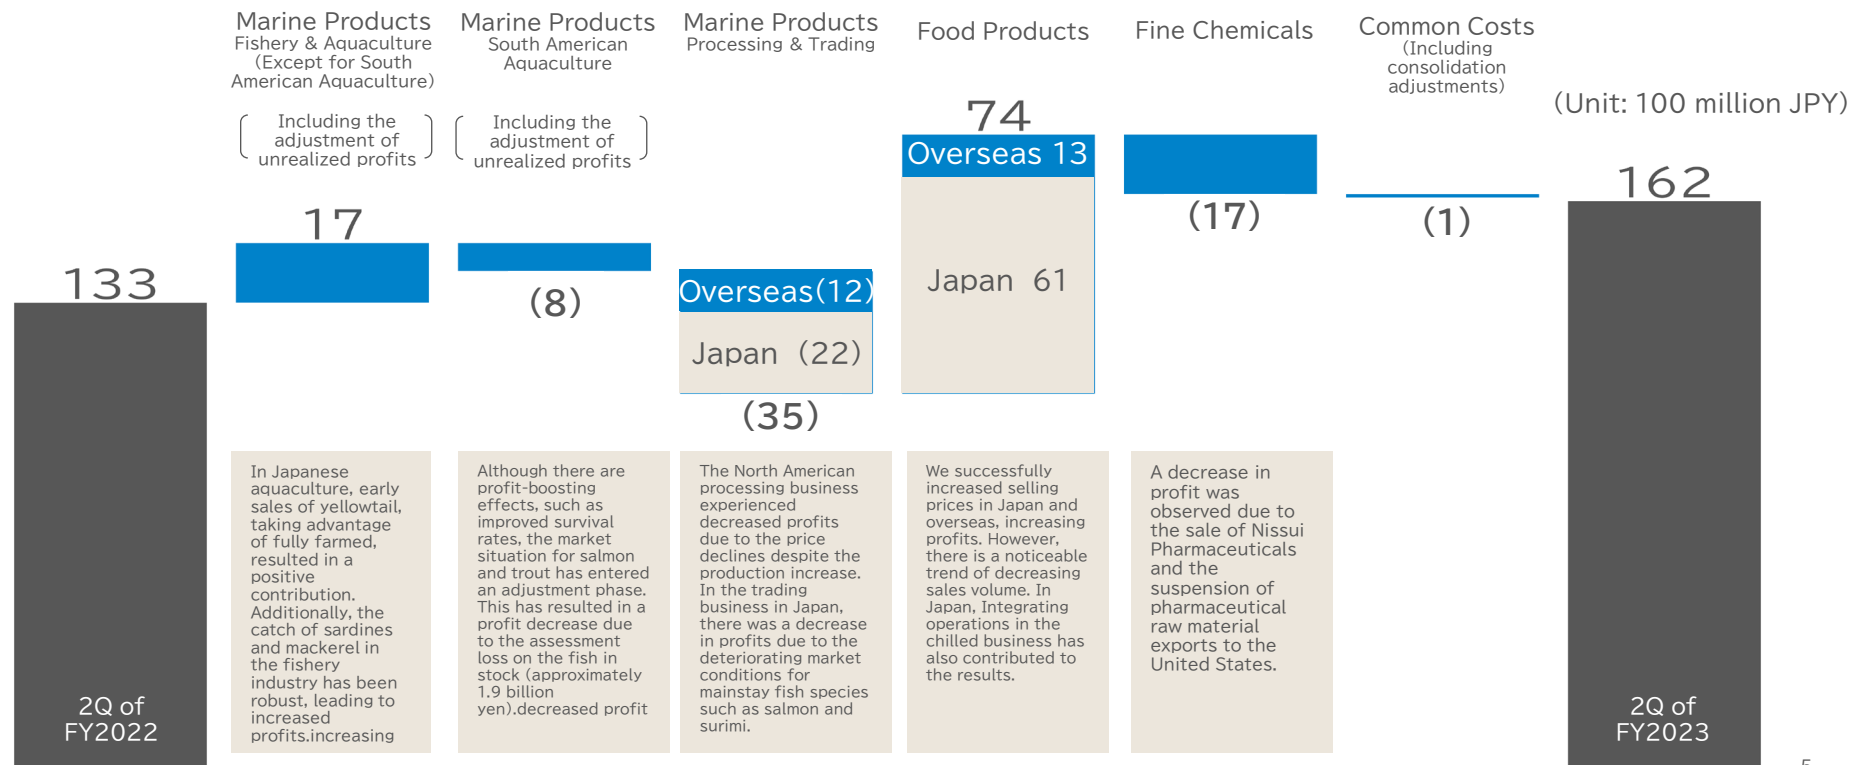 Marine Products
Fishery & Aquaculture
(Except for South
American Aquaculture)
Including the
adjustment of
unrealized profits
Marine Products
South American
Aquaculture
Including the
adjustment of
unrealized profits
Marine Products
Processing & Trading
Food Products
Fine Chemicals
Common Costs
(Including
consolidation
adjustments)
(Unit: 100 million JPY)
133
17
(8)
Overseas(12)
Japan (22)
(35)
74
Overseas 13
Japan 61
(17)
(1)
162
2Q of
FY2022
In Japanese
aquaculture, early
sales of yellowtail,
taking advantage
of fully farmed,
resulted in a
positive
contribution.
Additionally, the
catch of sardines
and mackerel in
the fishery
industry has been
robust, leading to
increased
profits.increasing
Although there are
profit-boosting
effects, such as
improved survival
rates, the market
situation for salmon
and trout has entered
an adjustment phase.
This has resulted in a
profit decrease due
to the assessment
loss on the fish in
stock (approximately
1.9 billion
yen).decreased profit
The North American
processing business
experienced
decreased profits
due to the price
declines despite the
production increase.
In the trading
business in Japan,
there was a decrease
in profits due to the
deteriorating market
conditions for
mainstay fish species
such as salmon and
surimi.
We successfully
increased selling
prices in Japan and
overseas, increasing
profits. However,
there is a noticeable
trend of decreasing
sales volume. In
Japan, Integrating
operations in the
chilled business has
also contributed to
the results.
A decrease in
profit was
observed due to
the sale of Nissui
Pharmaceuticals
and the
suspension of
pharmaceutical
raw material
exports to the
United States.
2Q of
FY2023
5